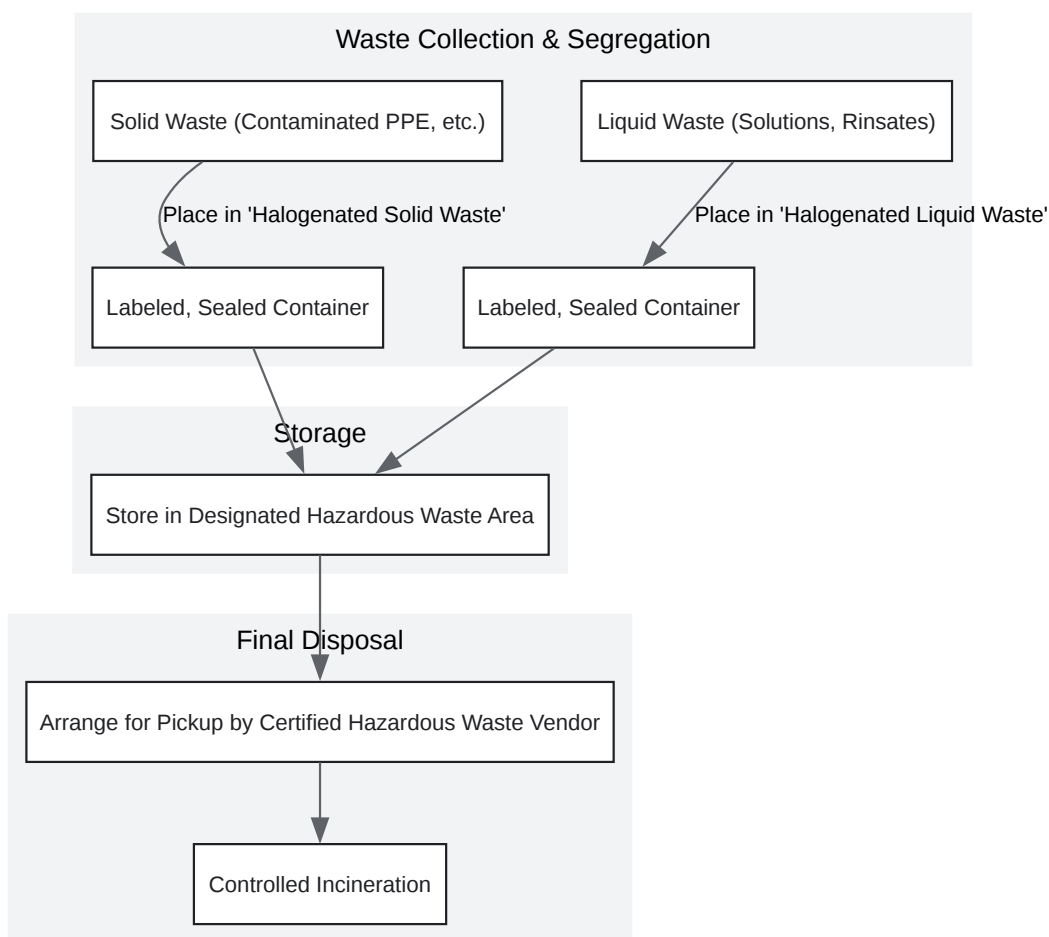 Waste Collection & Segregation
Solid Waste (Contaminated PPE, etc.)
Liquid Waste (Solutions, Rinsates)
Place in 'Halogenated Solid Waste'
Place in 'Halogenated Liquid Waste'
Labeled, Sealed Container
Labeled, Sealed Container
Storage
Store in Designated Hazardous Waste Area
Final Disposal
Arrange for Pickup by Certified Hazardous Waste Vendor
Controlled Incineration